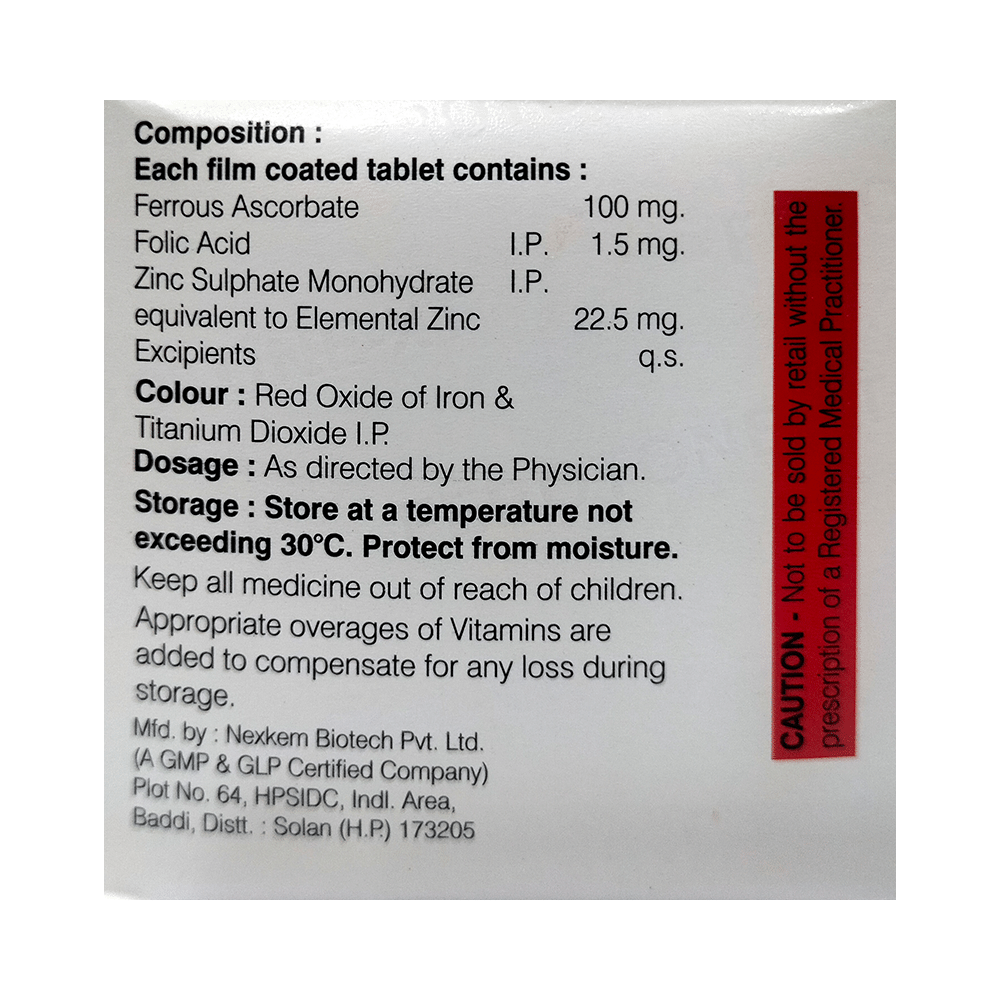 Composition :
Each film coated tablet contains :
Ferrous Ascorbate 100 mg.
Folic Acid I.P. 1.5 mg.
Zinc Sulphate Monohydrate I.P.
equivalent to Elemental Zinc 22.5 mg.
Excipients q.s.
Colour : Red Oxide of Iron &
Titanium Dioxide I.P.
Dosage : As directed by the Physician.
Storage : Store at a temperature not
exceeding 30°C. Protect from moisture.
Keep all medicine out of reach of children.
Appropriate overages of Vitamins are
added to compensate for any loss during
storage.
Mfd. by : Nexkem Biotech Pvt. Ltd.
(A GMP & GLP Certified Company)
Plot No. 64, HPSIDC, Indl. Area,
Baddi, Distt. : Solan (H.P.) 173205
CAUTION - Not to be sold by retail without the
prescription of a Registered Medical Practitioner.